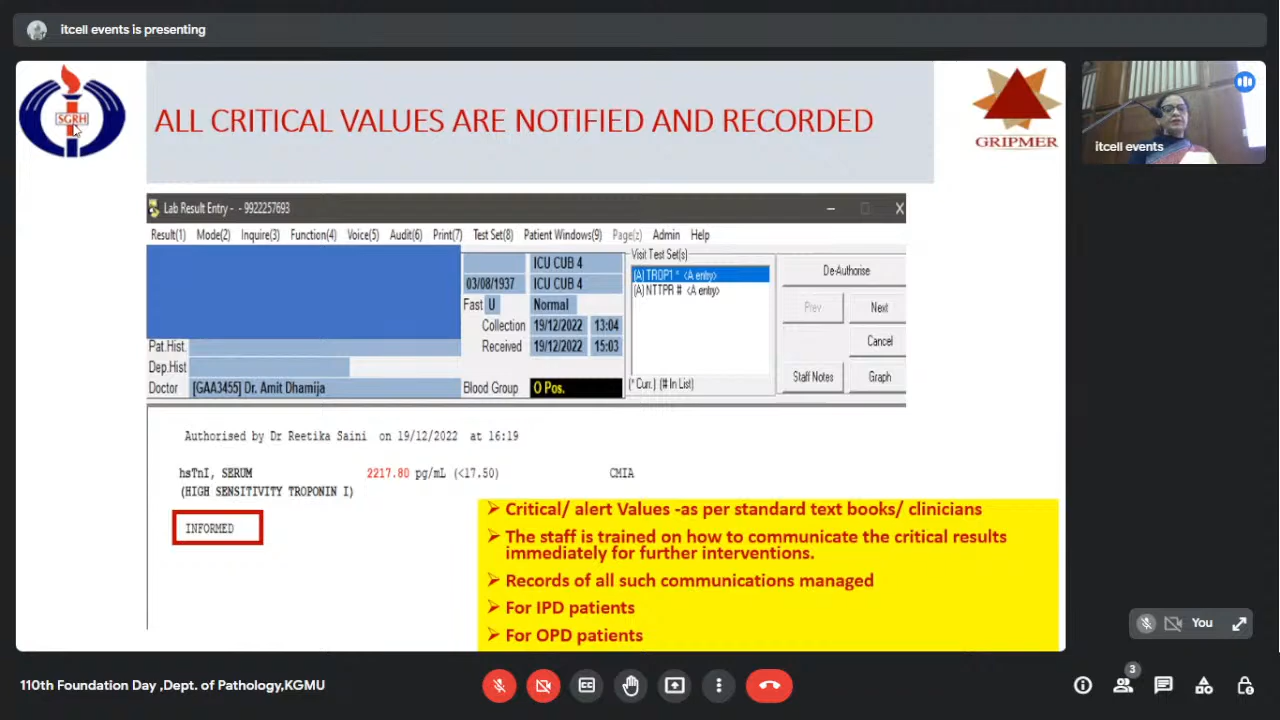 itcell events is presenting
SGRH
ALL CRITICAL VALUES ARE NOTIFIED AND RECORDED
GRIPMER
itcell events
Lab Result Entry - - 9922257693
Result(1) Mode(2) Inquire(3) Function(4) Voice(5) Audit(6) Print(7) Test Set(8) Patient Windows(9) Page(z) Admin Help
ICU CUB 4
03/08/1937 ICU CUB 4
Fast U Normal
Collection 19/12/2022 13:04
Received 19/12/2022 15:03
Pat.Hist.
Dep.Hist
Doctor [GAA3455] Dr. Amit Dhamija Blood Group O Pos.
Visit Test Set(s)
(A) TROP1 * <A entry>
(A) NTTPR # <A entry>
(* Curr.) (# In List)
De-Authorise
Prev Next
Cancel
Staff Notes Graph
Authorised by Dr Reetika Saini on 19/12/2022 at 16:19
hsTnI, SERUM 2217.80 pg/mL (<17.50) CMIA
(HIGH SENSITIVITY TROPONIN I)
INFORMED
Critical/ alert Values -as per standard text books/ clinicians
The staff is trained on how to communicate the critical results
immediately for further interventions.
Records of all such communications managed
For IPD patients
For OPD patients
You
110th Foundation Day ,Dept. of Pathology,KGMU
3